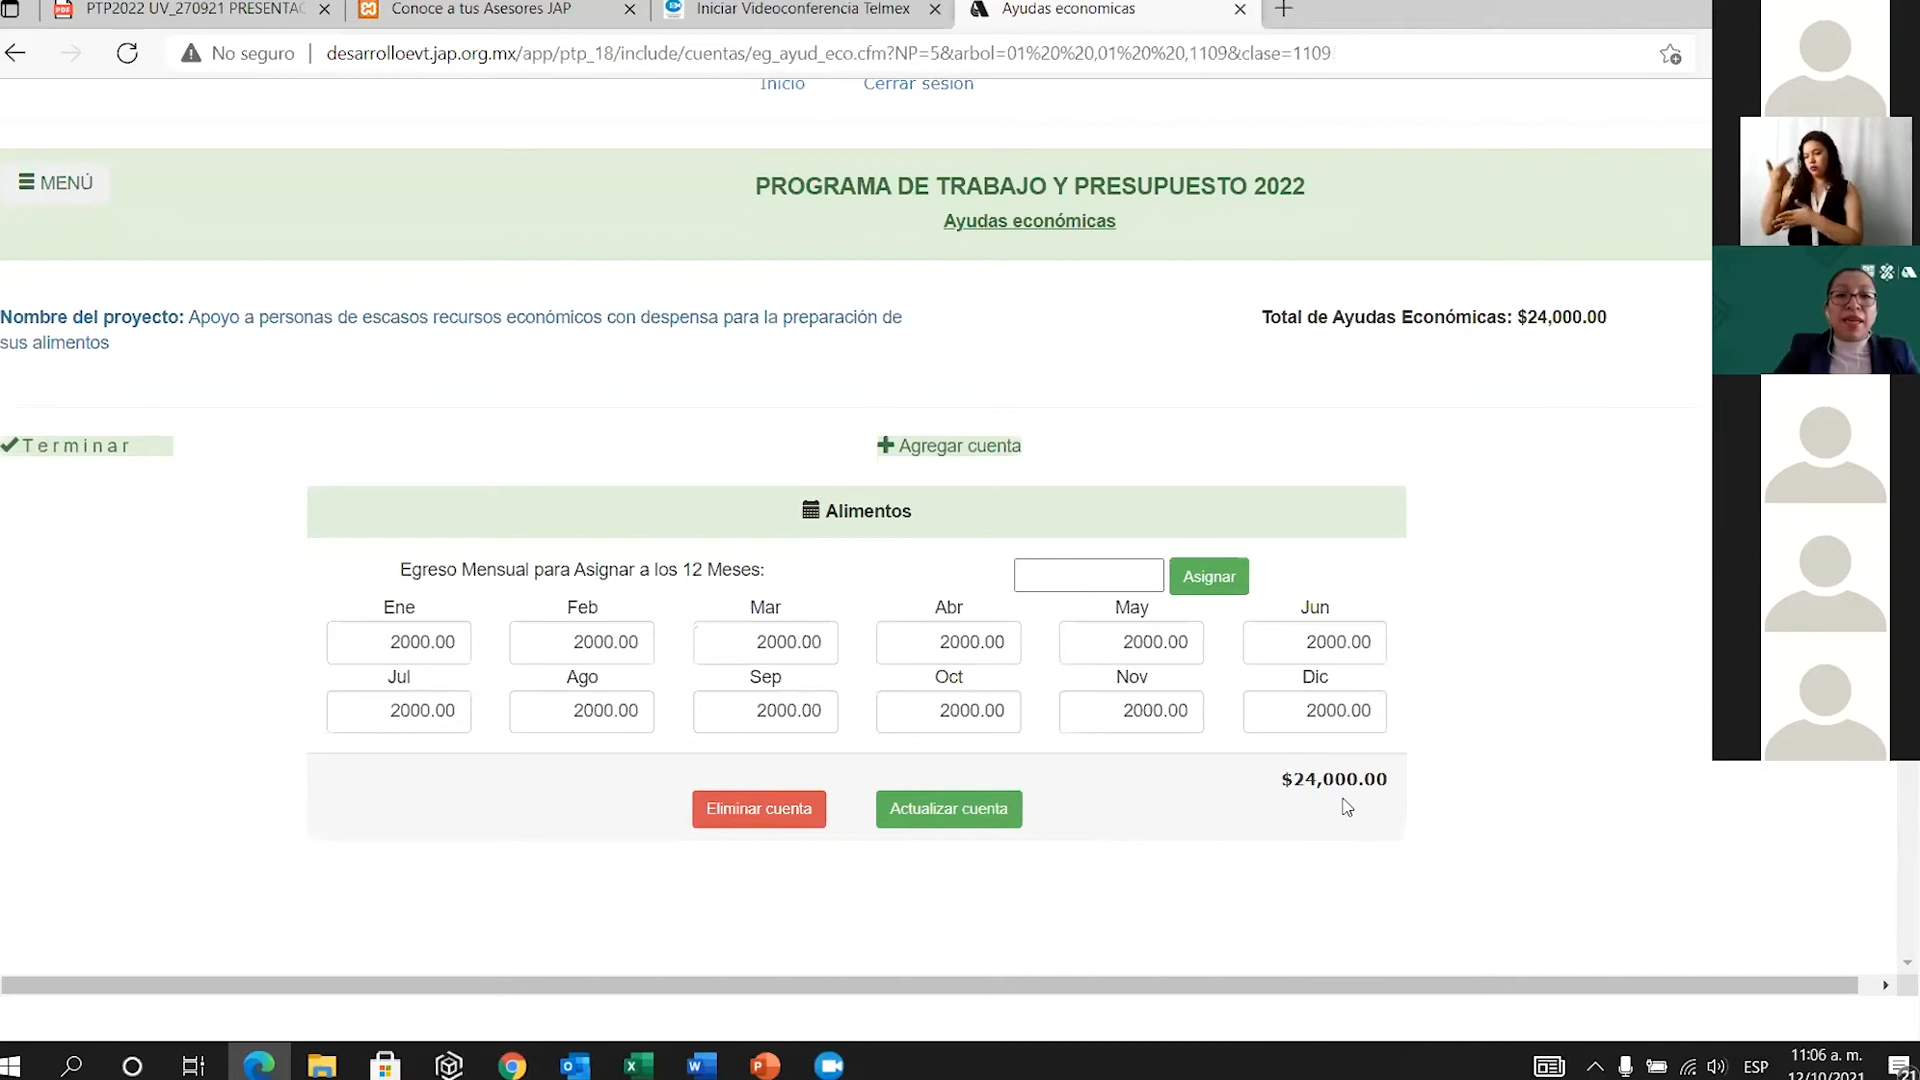 PTP2022 UV_270921 PRESENTAC
Conoce a tus Asesores JAP
Iniciar Videoconferencia Telmex
Ayudas economicas
No seguro
desarrolloevt.jap.org.mx/app/ptp_18/include/cuentas/eg_ayud_eco.cfm?NP=5&arbol=01%20%20,01%20%20,1109&clase=1109
Inicio Cerrar sesión
MENÚ
PROGRAMA DE TRABAJO Y PRESUPUESTO 2022
Ayudas económicas
Nombre del proyecto: Apoyo a personas de escasos recursos económicos con despensa para la preparación de
sus alimentos
Total de Ayudas Económicas: $24,000.00
Terminar
Agregar cuenta
Alimentos
Egreso Mensual para Asignar a los 12 Meses:
Asignar
Ene Feb Mar Abr May Jun
2000.00 2000.00 2000.00 2000.00 2000.00 2000.00
Jul Ago Sep Oct Nov Dic
2000.00 2000.00 2000.00 2000.00 2000.00 2000.00
$24,000.00
Eliminar cuenta
Actualizar cuenta
ESP
11:06 a. m.
12/10/2021
21